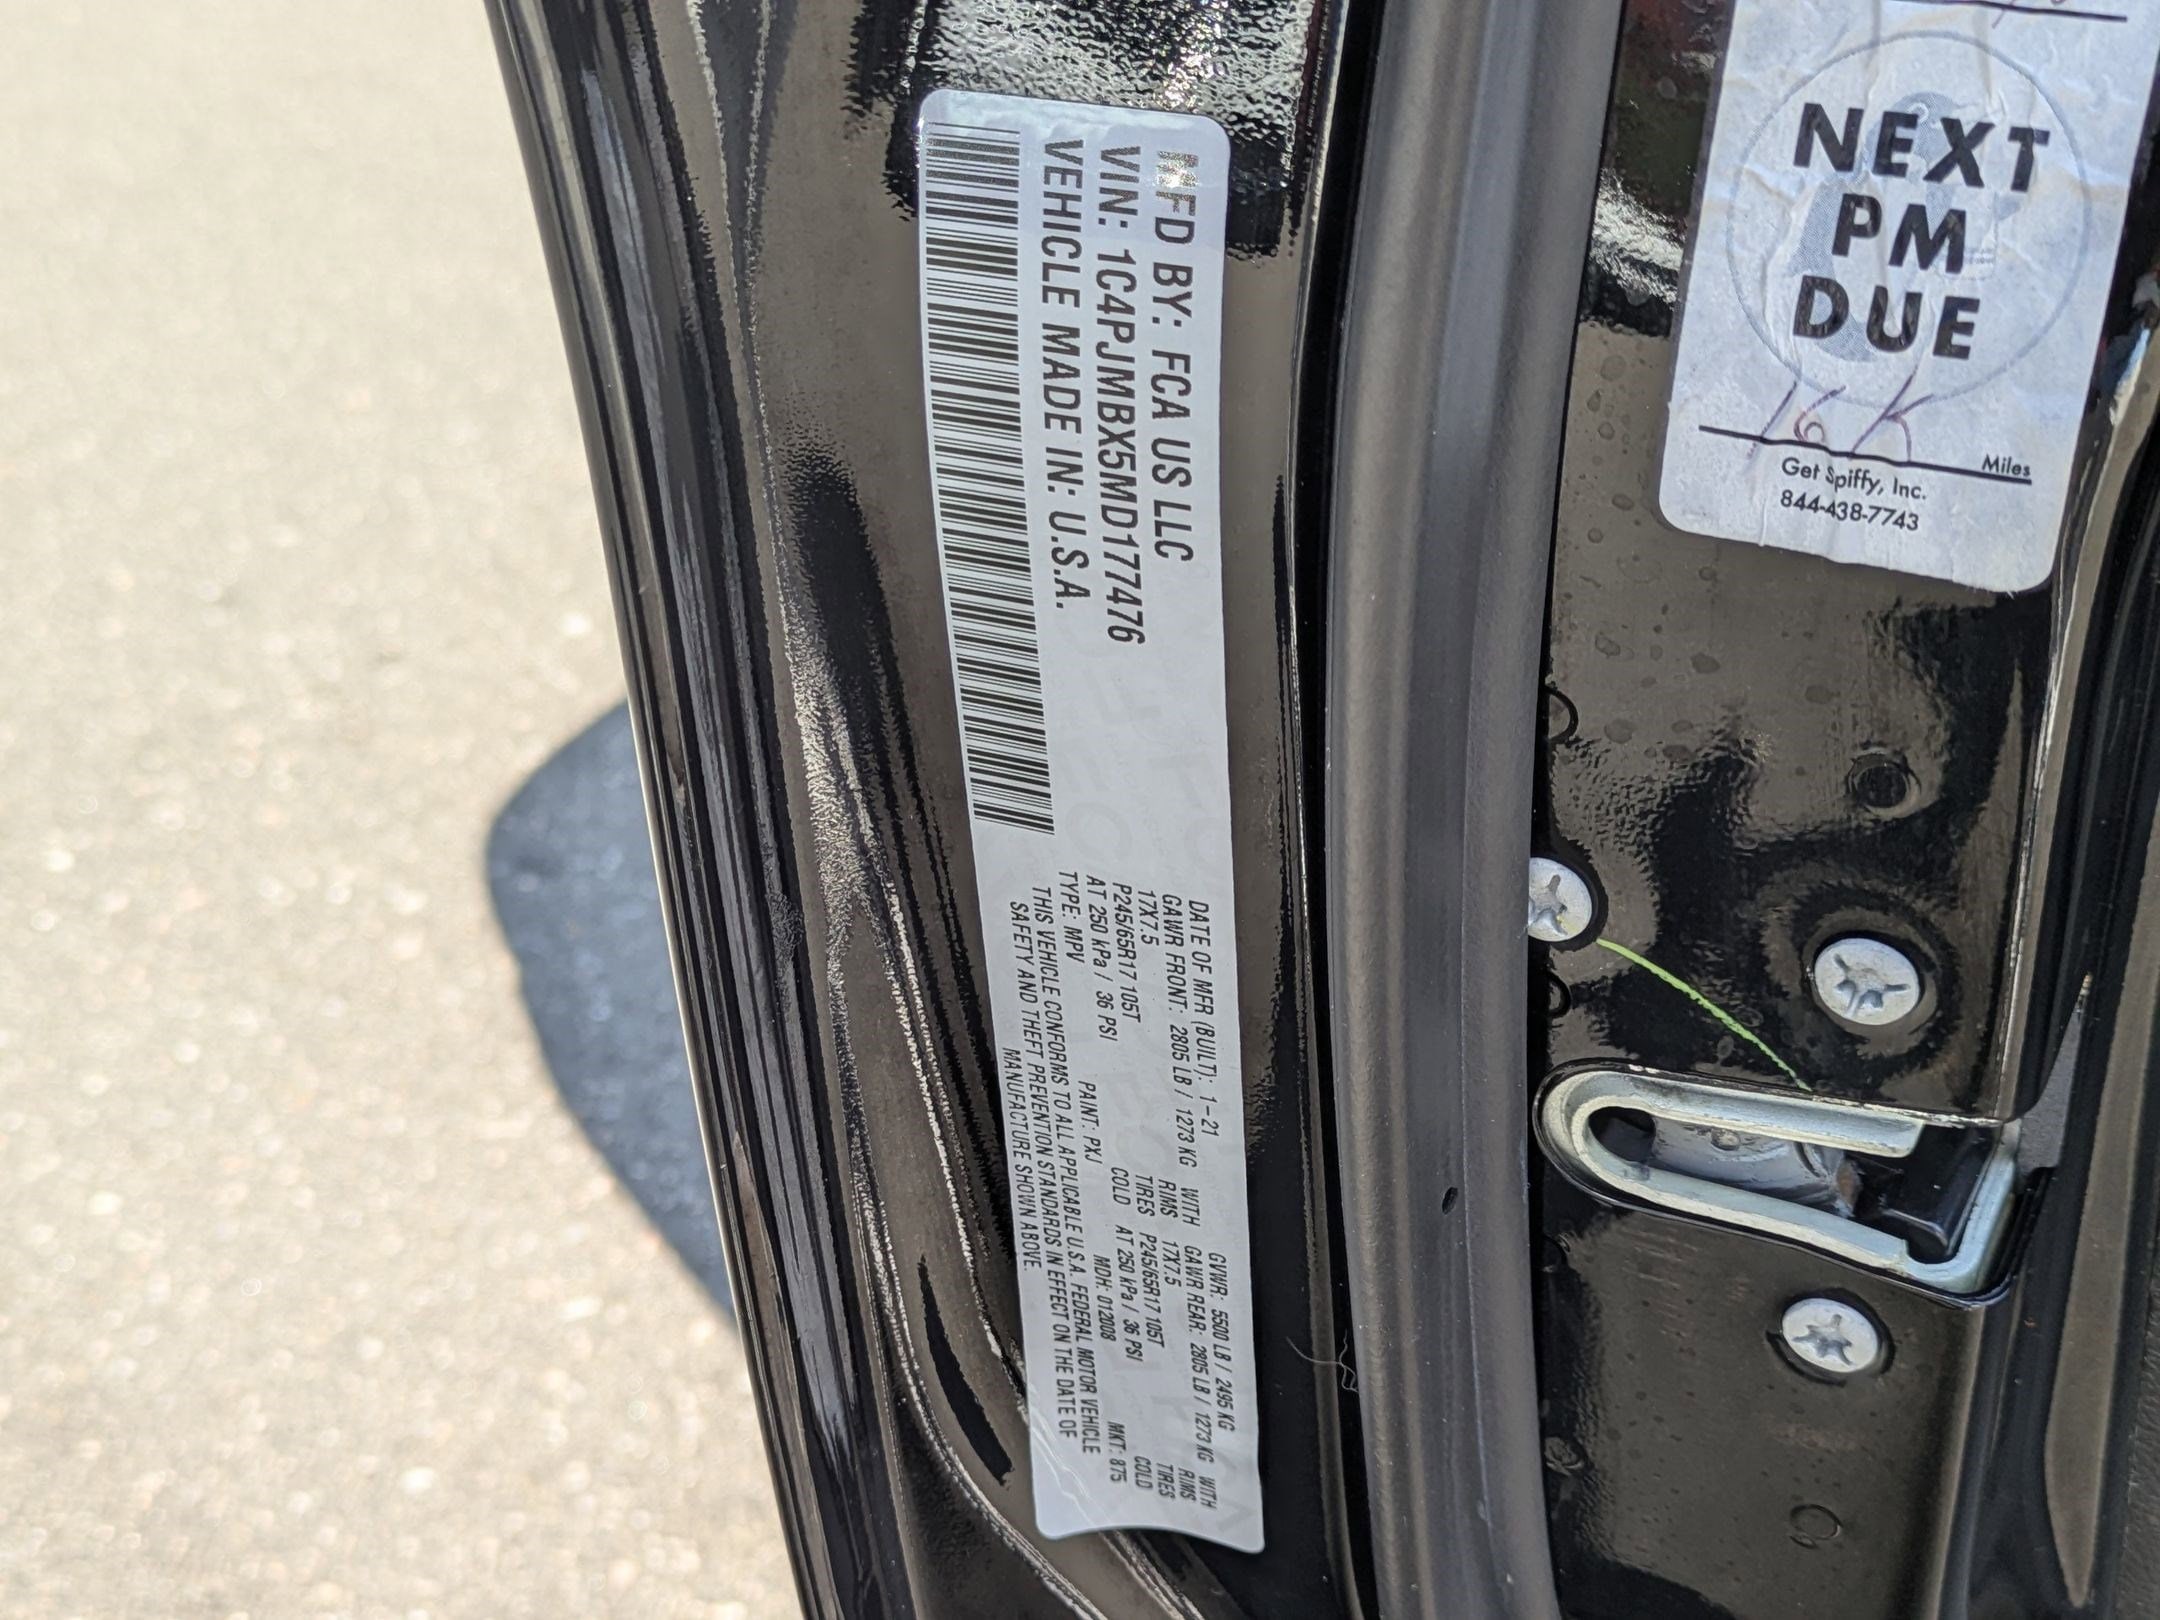 MFD BY: FCA US LLC
VIN: 1C4PJMBX5MD177476
VEHICLE MADE IN: U.S.A.
DATE OF MFR (BUILT): 1-21 GVWR: 5500 LB / 2495 KG
GAWR FRONT: 2805 LB / 1273 KG WITH GAWR REAR: 2805 LB / 1273 KG WITH
17X7.5 RIMS 17X7.5 RIMS
P245/65R17 105T TIRES P245/65R17 105T TIRES
AT 250 kPa / 36 PSI COLD AT 250 kPa / 36 PSI COLD
TYPE: MPV PAINT: PXJ MDH: 012008 MKT: 875
THIS VEHICLE CONFORMS TO ALL APPLICABLE U.S.A. FEDERAL MOTOR VEHICLE
SAFETY AND THEFT PREVENTION STANDARDS IN EFFECT ON THE DATE OF
MANUFACTURE SHOWN ABOVE.
NEXT
PM
DUE
16K
Miles
Get Spiffy, Inc.
844-438-7743